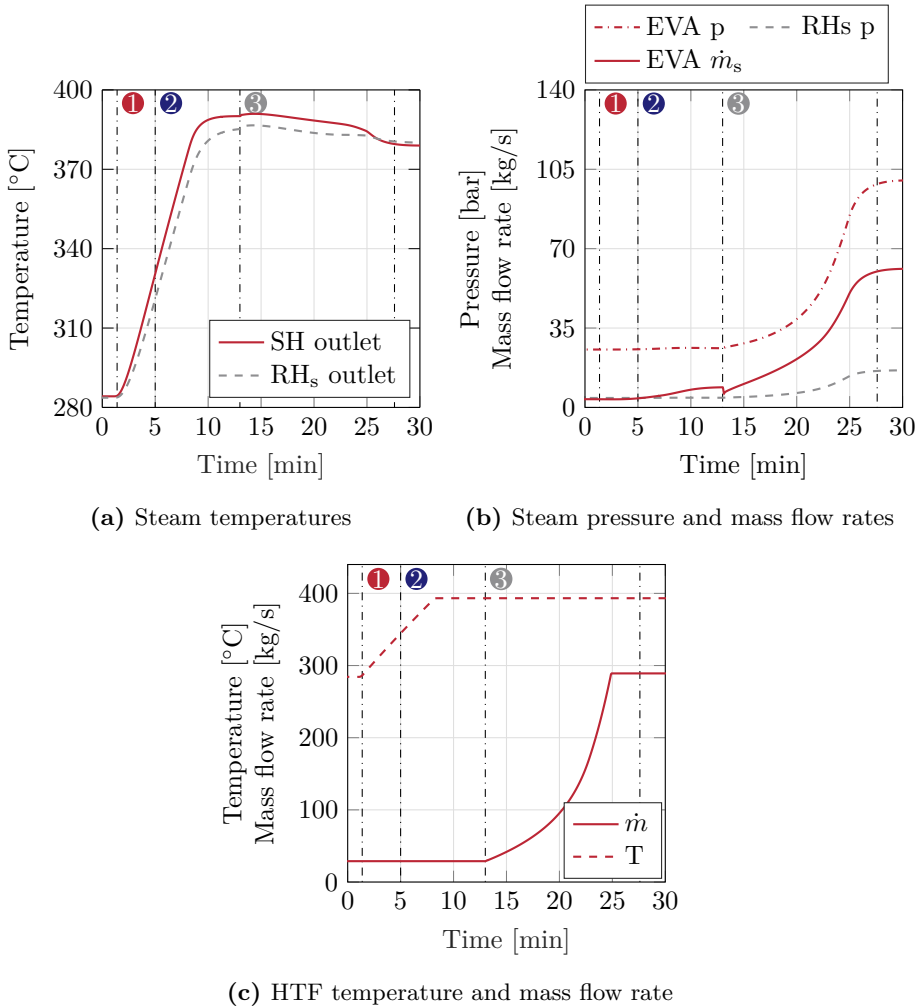 EVA p
RHs p
EVA ṁs
1 2 3
400
370
340
310
280
0 5 10 15 20 25 30
Temperature [°C]
Time [min]
SH outlet
RHs outlet
(a) Steam temperatures
1 2 3
140
105
70
35
0
0 5 10 15 20 25 30
Pressure [bar]
Mass flow rate [kg/s]
Time [min]
(b) Steam pressure and mass flow rates
1 2 3
400
300
200
100
0
0 5 10 15 20 25 30
Temperature [°C]
Mass flow rate [kg/s]
Time [min]
ṁ
T
(c) HTF temperature and mass flow rate